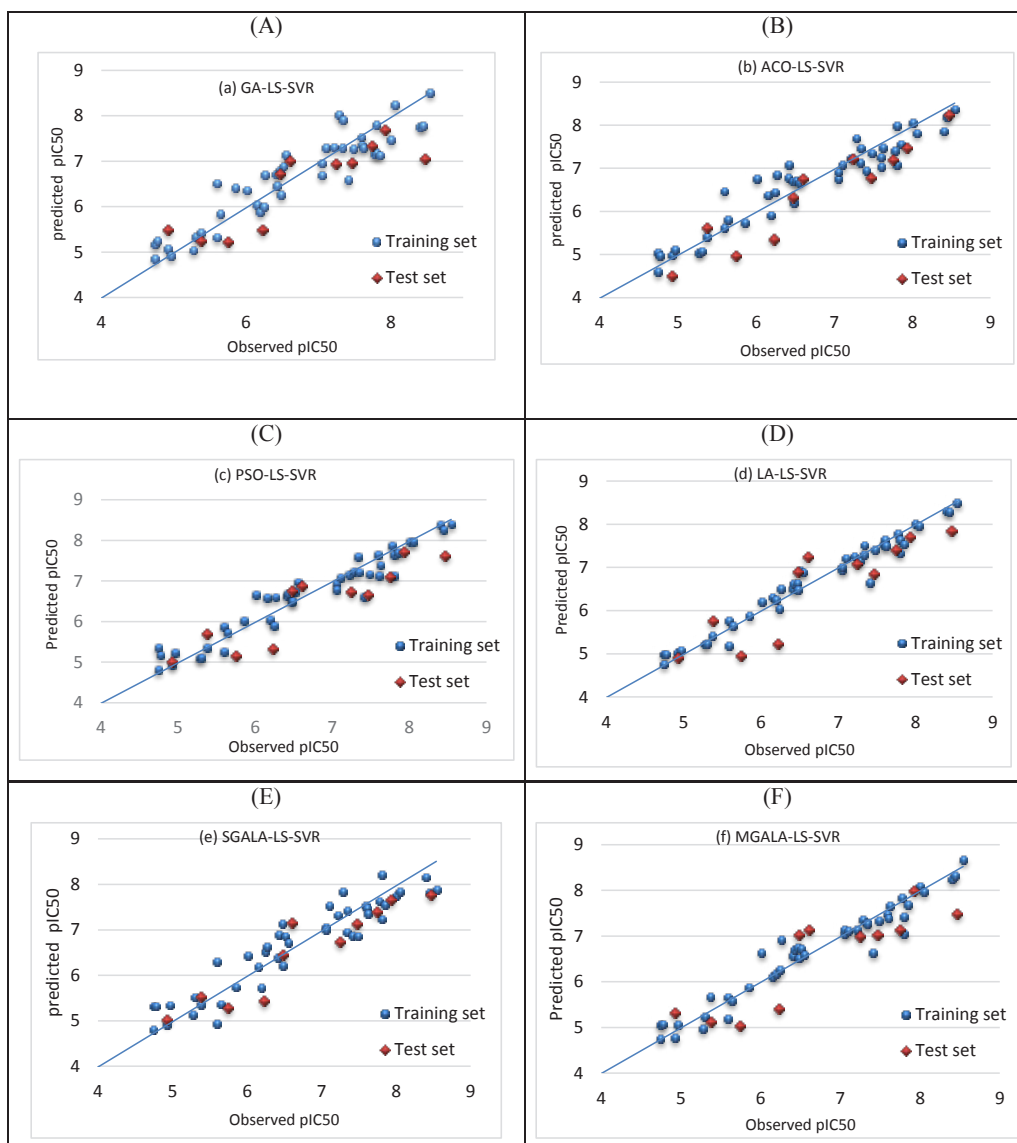 (A)
(a) GA-LS-SVR
predicted pIC50
9
8
7
6
5
4
4 6 8
Observed pIC50
Training set
Test set
(B)
(b) ACO-LS-SVR
predicted pIC50
9
8
7
6
5
4
4 5 6 7 8 9
Observed pIC50
Training set
Test set
(C)
(c) PSO-LS-SVR
Predicted pIC50
9
8
7
6
5
4
4 5 6 7 8 9
Observed pIC50
Training set
Test set
(D)
(d) LA-LS-SVR
Predicted pIC50
9
8
7
6
5
4
4 5 6 7 8 9
Observed pIC50
Training set
Test set
(E)
(e) SGALA-LS-SVR
predicted pIC50
9
8
7
6
5
4
4 5 6 7 8 9
Observed pIC50
Training set
Test set
(F)
(f) MGALA-LS-SVR
Predicted pIC50
9
8
7
6
5
4
4 5 6 7 8 9
Observed pIC50
Training set
Test set